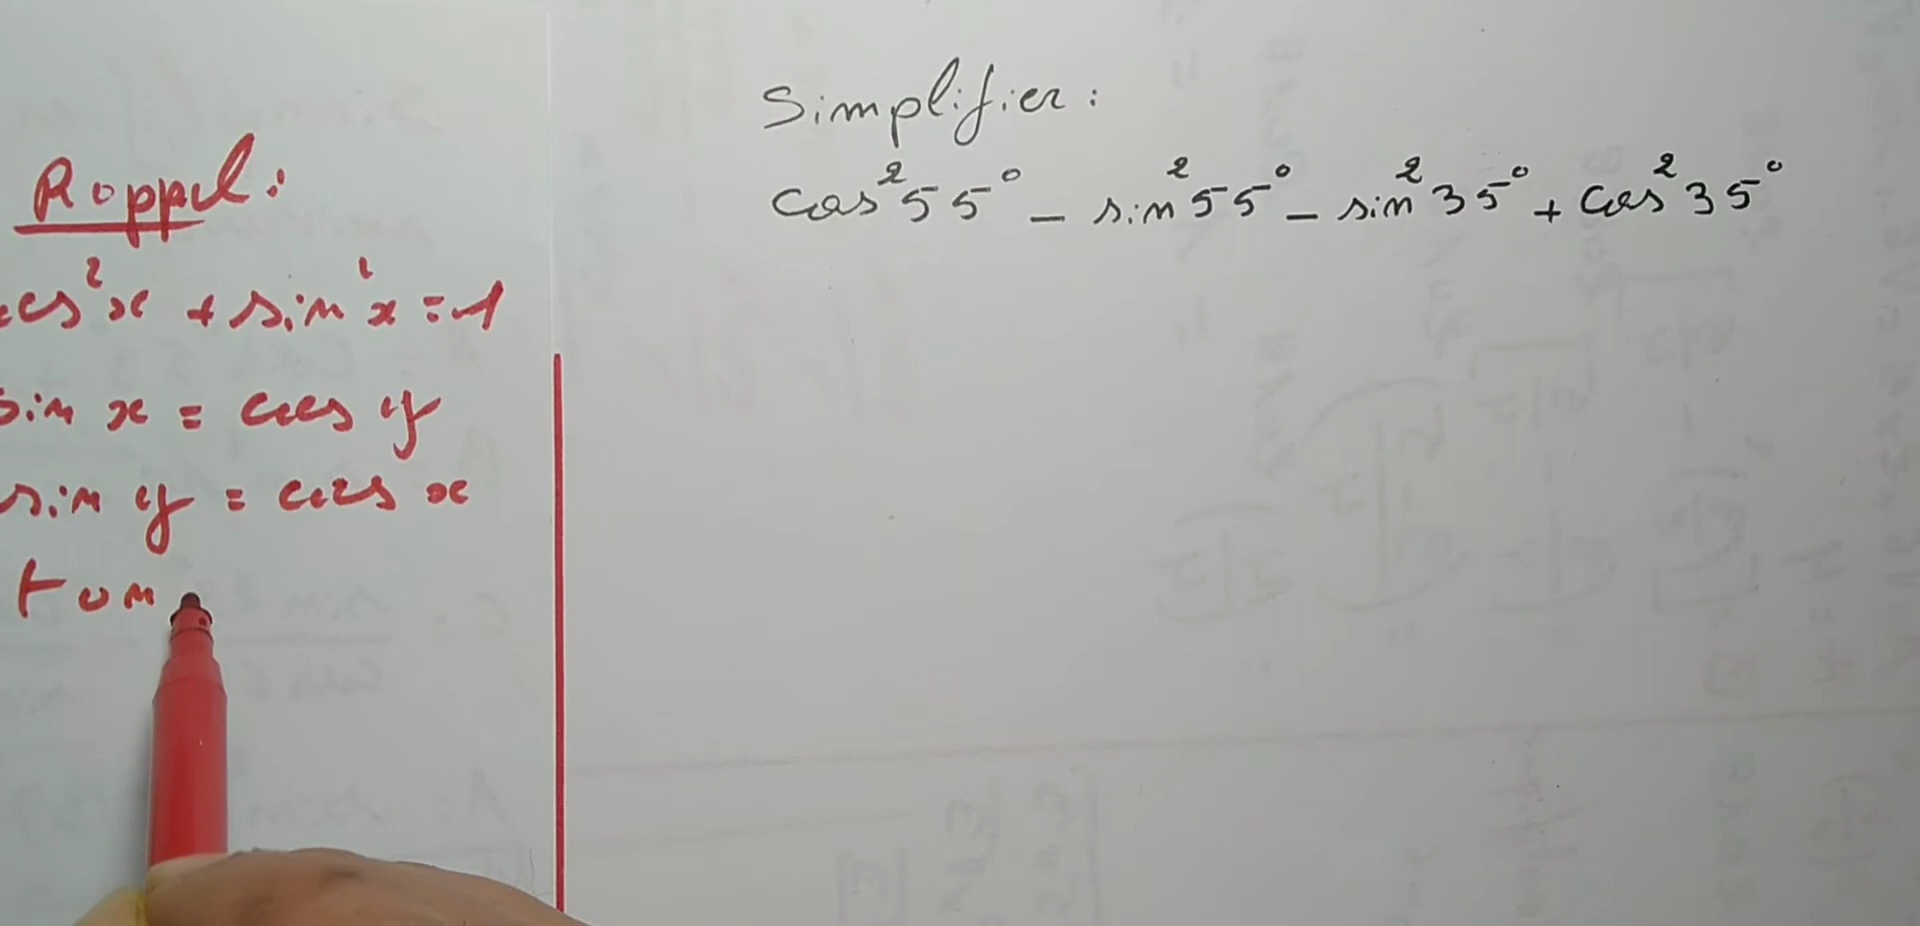 Simplifier :
cos²55° - sin²55° - sin²35° + cos²35°
Rappel :
cos²x + sin²x = 1
sin x = cos y
sin y = cos x
tan